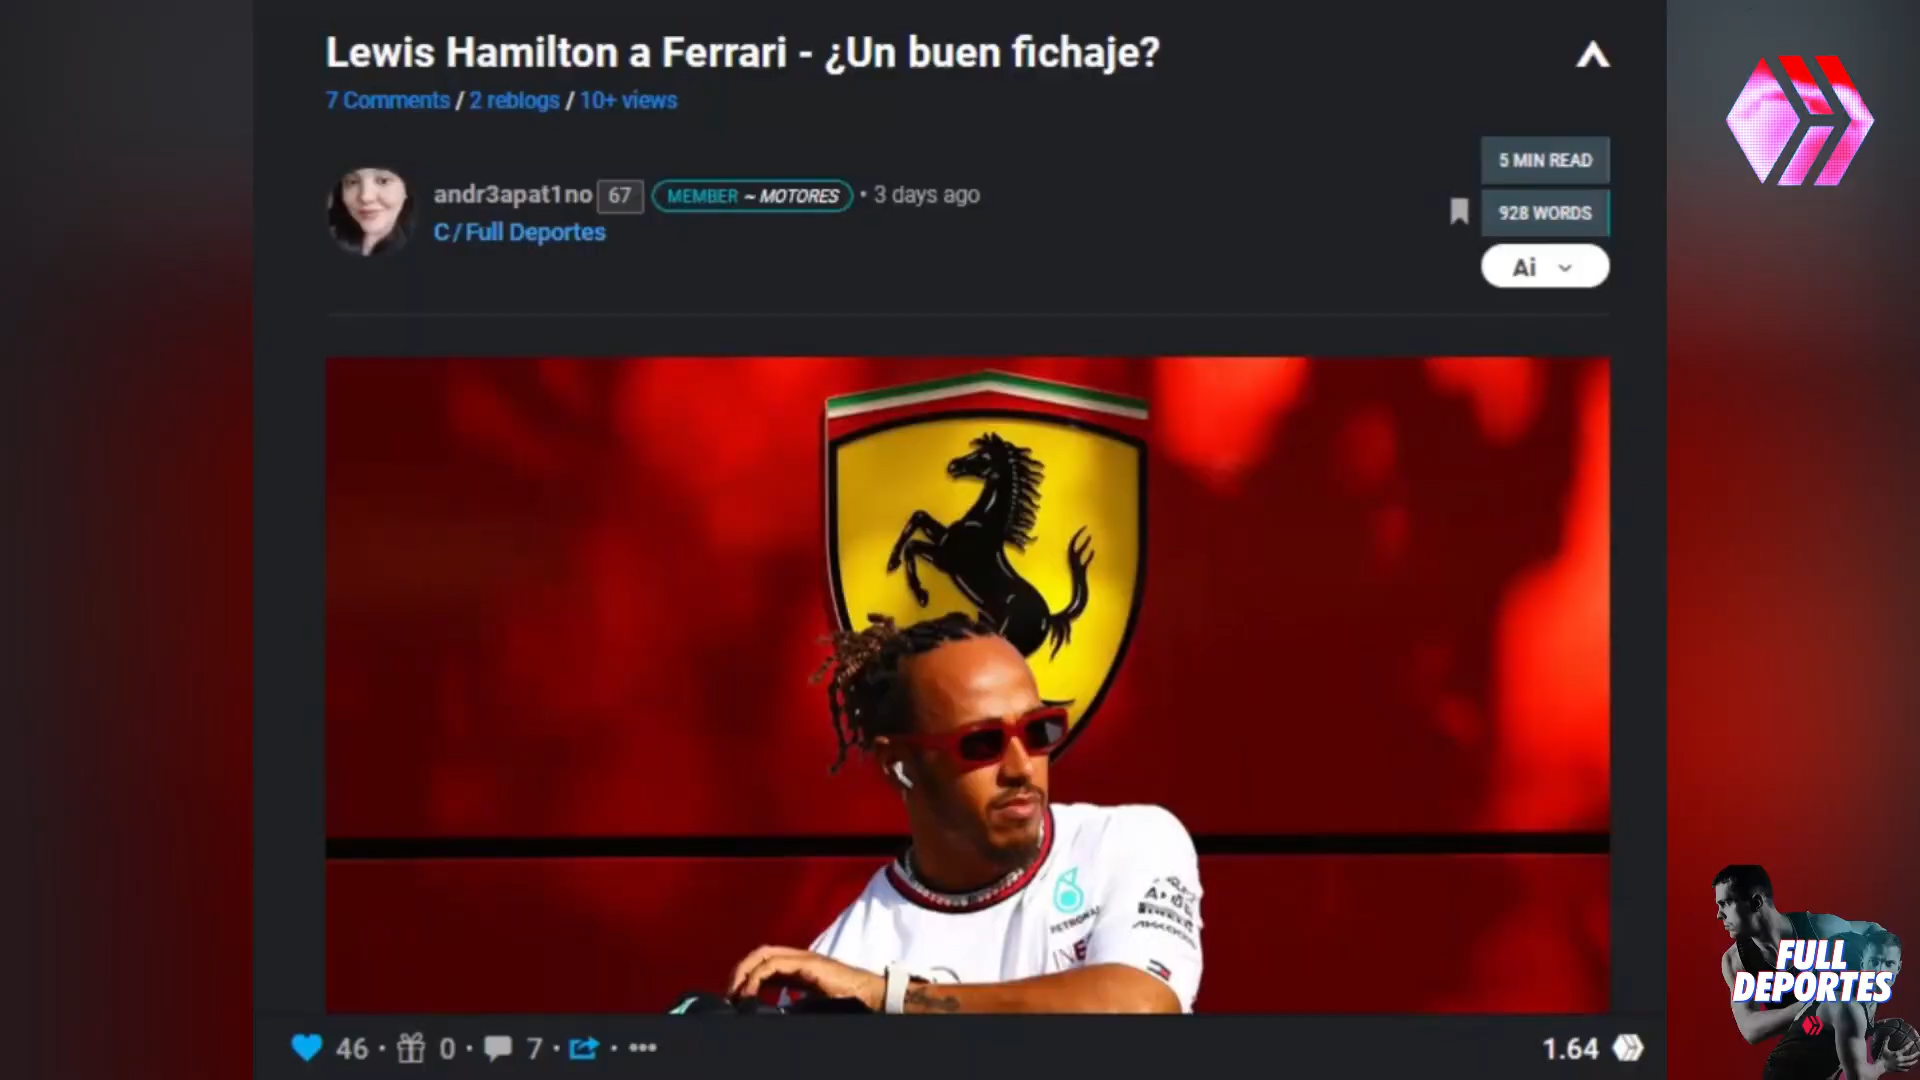 Lewis Hamilton a Ferrari - ¿Un buen fichaje?
7 Comments / 2 reblogs / 10+ views
5 MIN READ
andr3apat1no 67 MEMBER ~ MOTORES • 3 days ago
928 WORDS
C / Full Deportes
Ai
PETRONAS
FULL
DEPORTES
46 · 0 · 7 · · •••
1.64